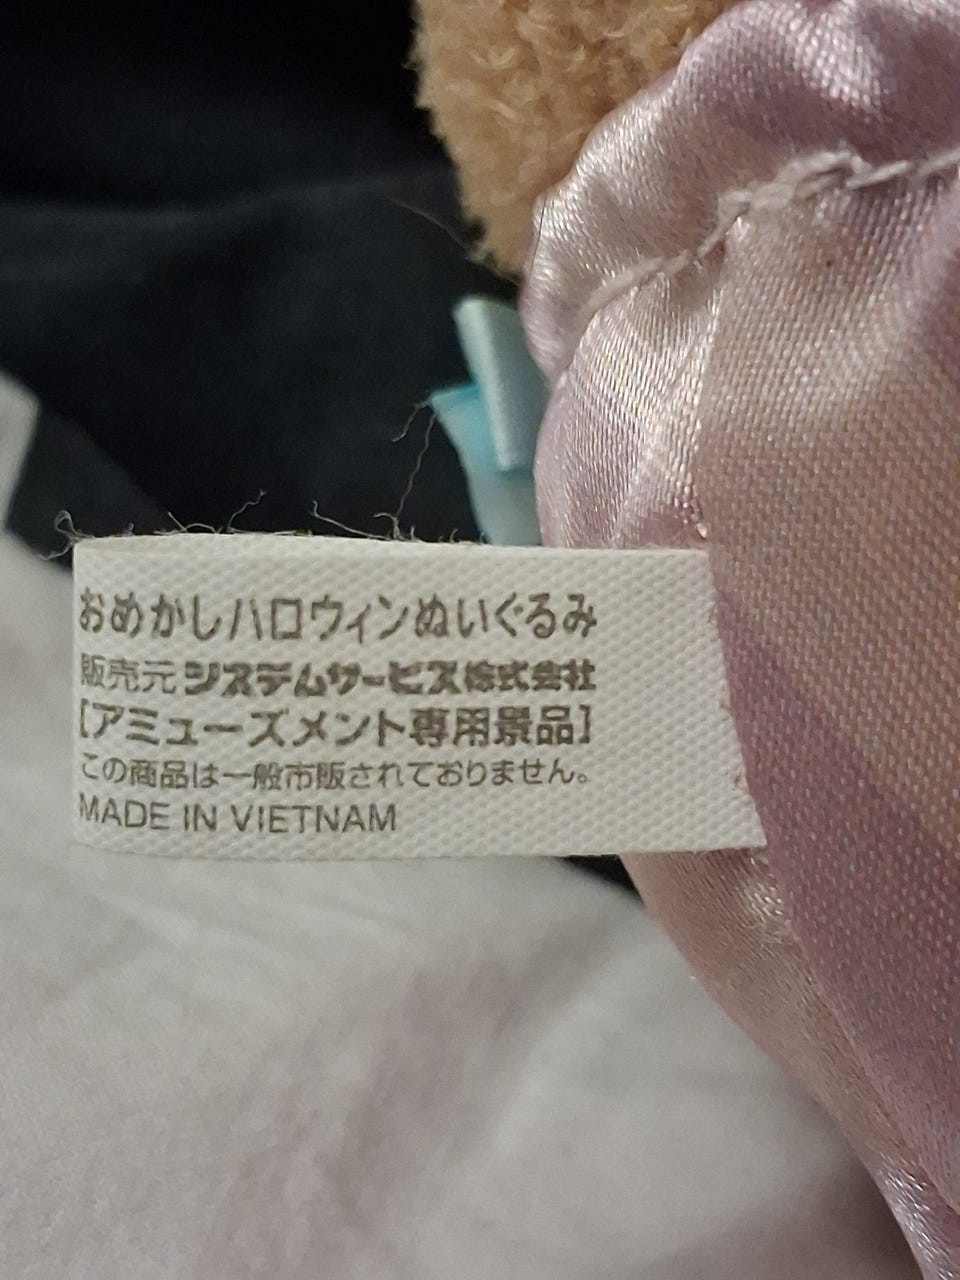 おめかしハロウィンぬいぐるみ
販売元 システムサービス株式会社
[アミューズメント専用景品]
この商品は一般市販されておりません。
MADE IN VIETNAM